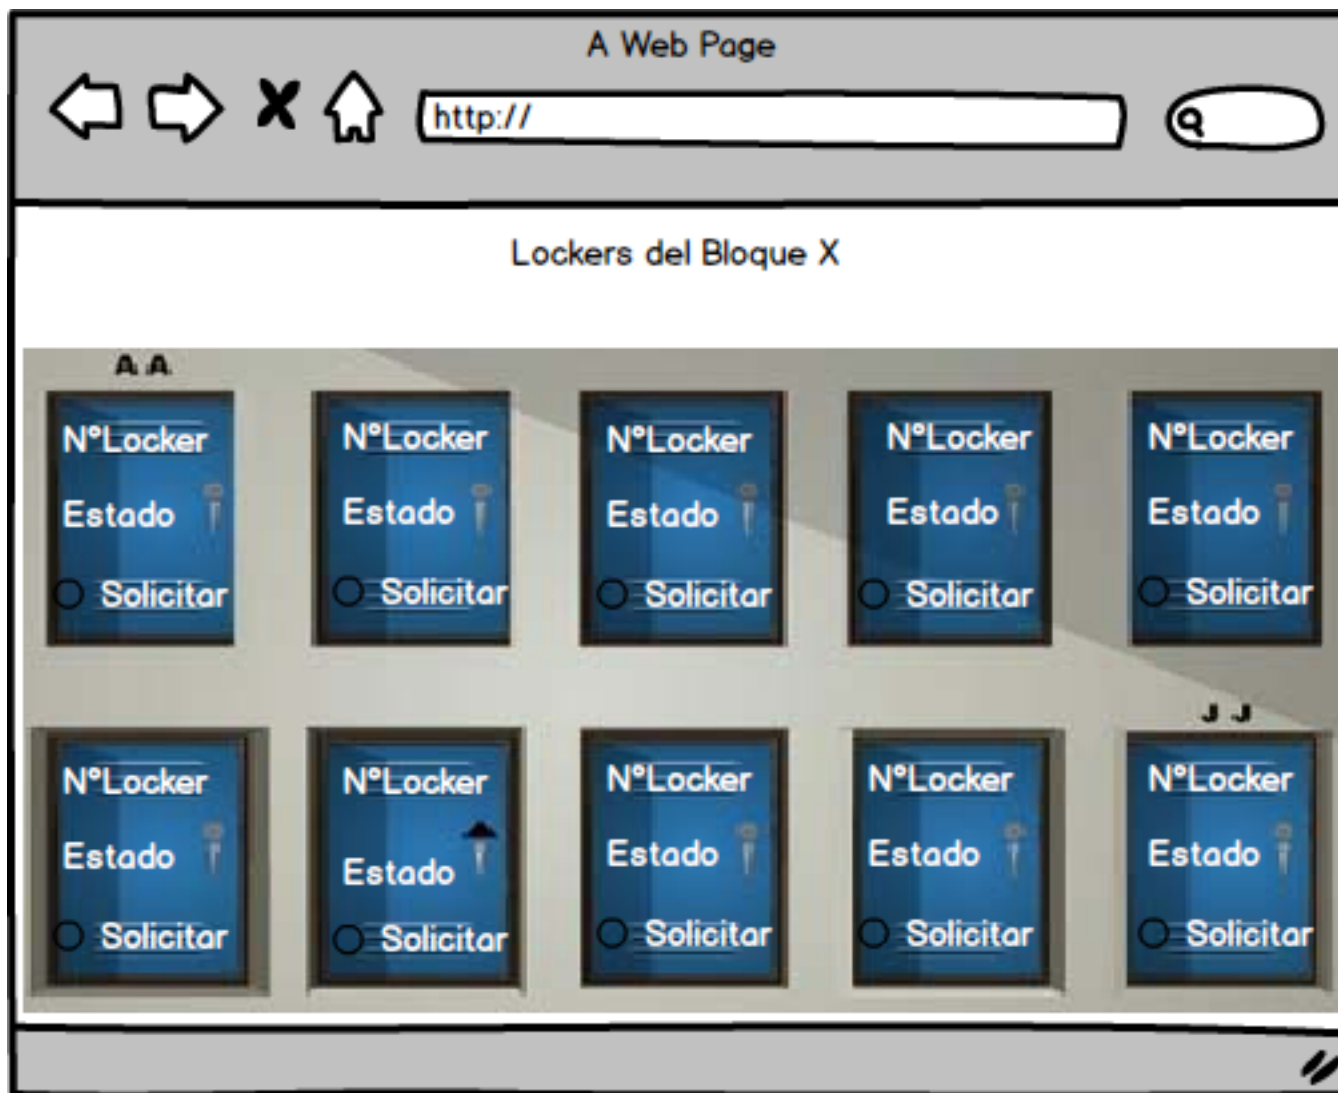 A Web Page
http://
Lockers del Bloque X
A A
N°Locker N°Locker N°Locker N°Locker N°Locker
Estado Estado Estado Estado Estado
Solicitar Solicitar Solicitar Solicitar Solicitar
J J
N°Locker N°Locker N°Locker N°Locker N°Locker
Estado Estado Estado Estado Estado
Solicitar Solicitar Solicitar Solicitar Solicitar